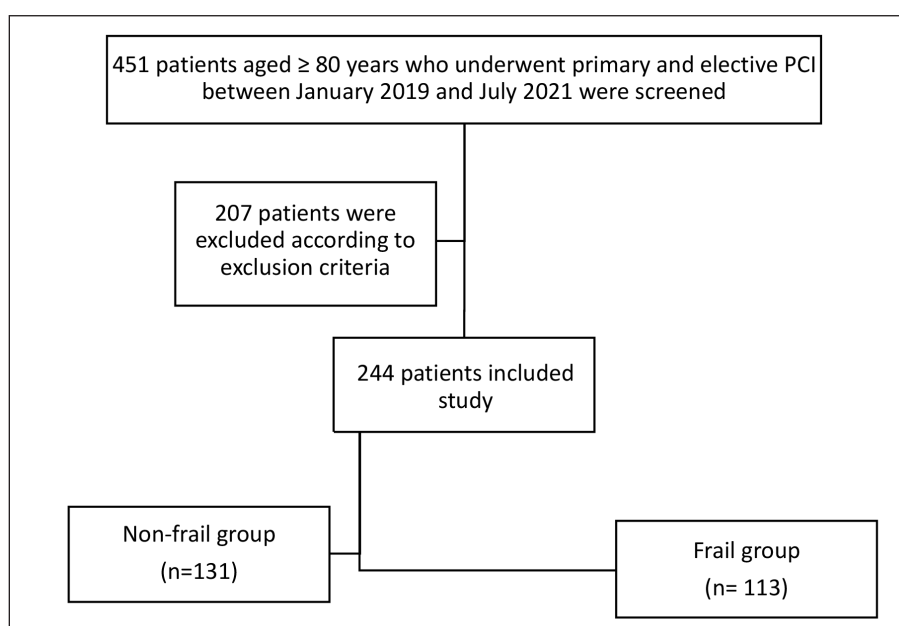 451 patients aged ≥ 80 years who underwent primary and elective PCI
between January 2019 and July 2021 were screened
207 patients were
excluded according to
exclusion criteria
244 patients included
study
Non-frail group
(n=131)
Frail group
(n= 113)